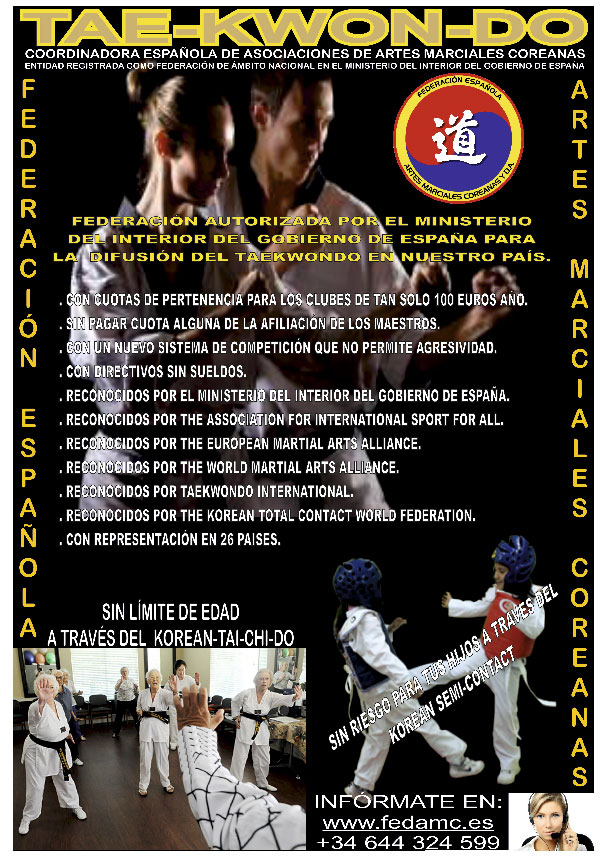 TAE-KWON-DO
COORDINADORA ESPAÑOLA DE ASOCIACIONES DE ARTES MARCIALES COREANAS
ENTIDAD REGISTRADA COMO FEDERACIÓN DE ÁMBITO NACIONAL EN EL MINISTERIO DEL INTERIOR DEL GOBIERNO DE ESPAÑA
FEDERACIÓN ESPAÑOLA
ARTES MARCIALES COREANAS
FEDERACIÓN ESPAÑOLA
道
ARTES MARCIALES COREANAS Y D.A.
FEDERACIÓN AUTORIZADA POR EL MINISTERIO
DEL INTERIOR DEL GOBIERNO DE ESPAÑA PARA
LA DIFUSIÓN DEL TAEKWONDO EN NUESTRO PAÍS.
. CON CUOTAS DE PERTENENCIA PARA LOS CLUBES DE TAN SOLO 100 EUROS AÑO.
. SIN PAGAR CUOTA ALGUNA DE LA AFILIACIÓN DE LOS MAESTROS.
. CON UN NUEVO SISTEMA DE COMPETICIÓN QUE NO PERMITE AGRESIVIDAD.
. CON DIRECTIVOS SIN SUELDOS.
. RECONOCIDOS POR EL MINISTERIO DEL INTERIOR DEL GOBIERNO DE ESPAÑA.
. RECONOCIDOS POR THE ASSOCIATION FOR INTERNATIONAL SPORT FOR ALL.
. RECONOCIDOS POR THE EUROPEAN MARTIAL ARTS ALLIANCE.
. RECONOCIDOS POR THE WORLD MARTIAL ARTS ALLIANCE.
. RECONOCIDOS POR TAEKWONDO INTERNATIONAL.
. RECONOCIDOS POR THE KOREAN TOTAL CONTACT WORLD FEDERATION.
. CON REPRESENTACIÓN EN 26 PAISES.
SIN LÍMITE DE EDAD
A TRAVÉS DEL KOREAN-TAI-CHI-DO
SIN RIESGO PARA TUS HIJOS A TRAVÉS DEL
KOREAN SEMI-CONTACT
INFÓRMATE EN:
www.fedamc.es
+34 644 324 599